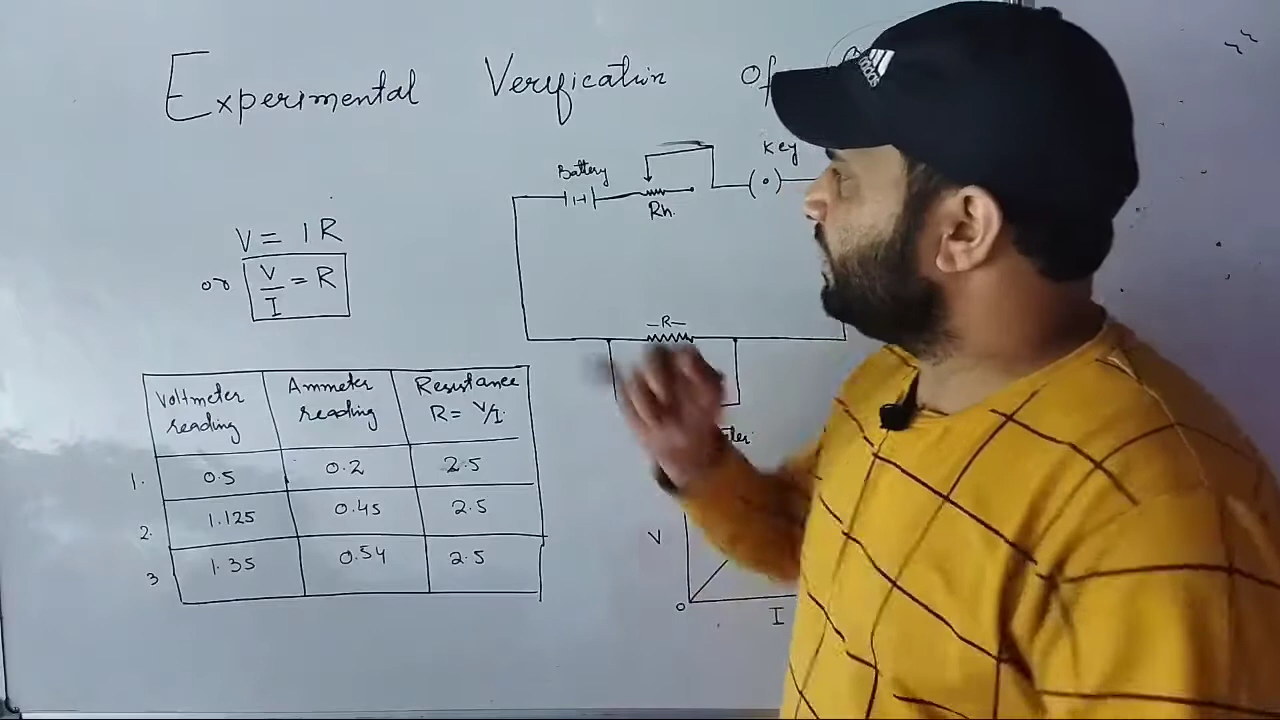 Experimental Verification Of
adidas
Battery
Key
Rh.
V = IR
or V/I = R
R
Voltmeter reading
Ammeter reading
Resistance R = V/I.
1. 0.5 0.2 2.5
2. 1.125 0.45 2.5
3 1.35 0.54 2.5
V
O
I